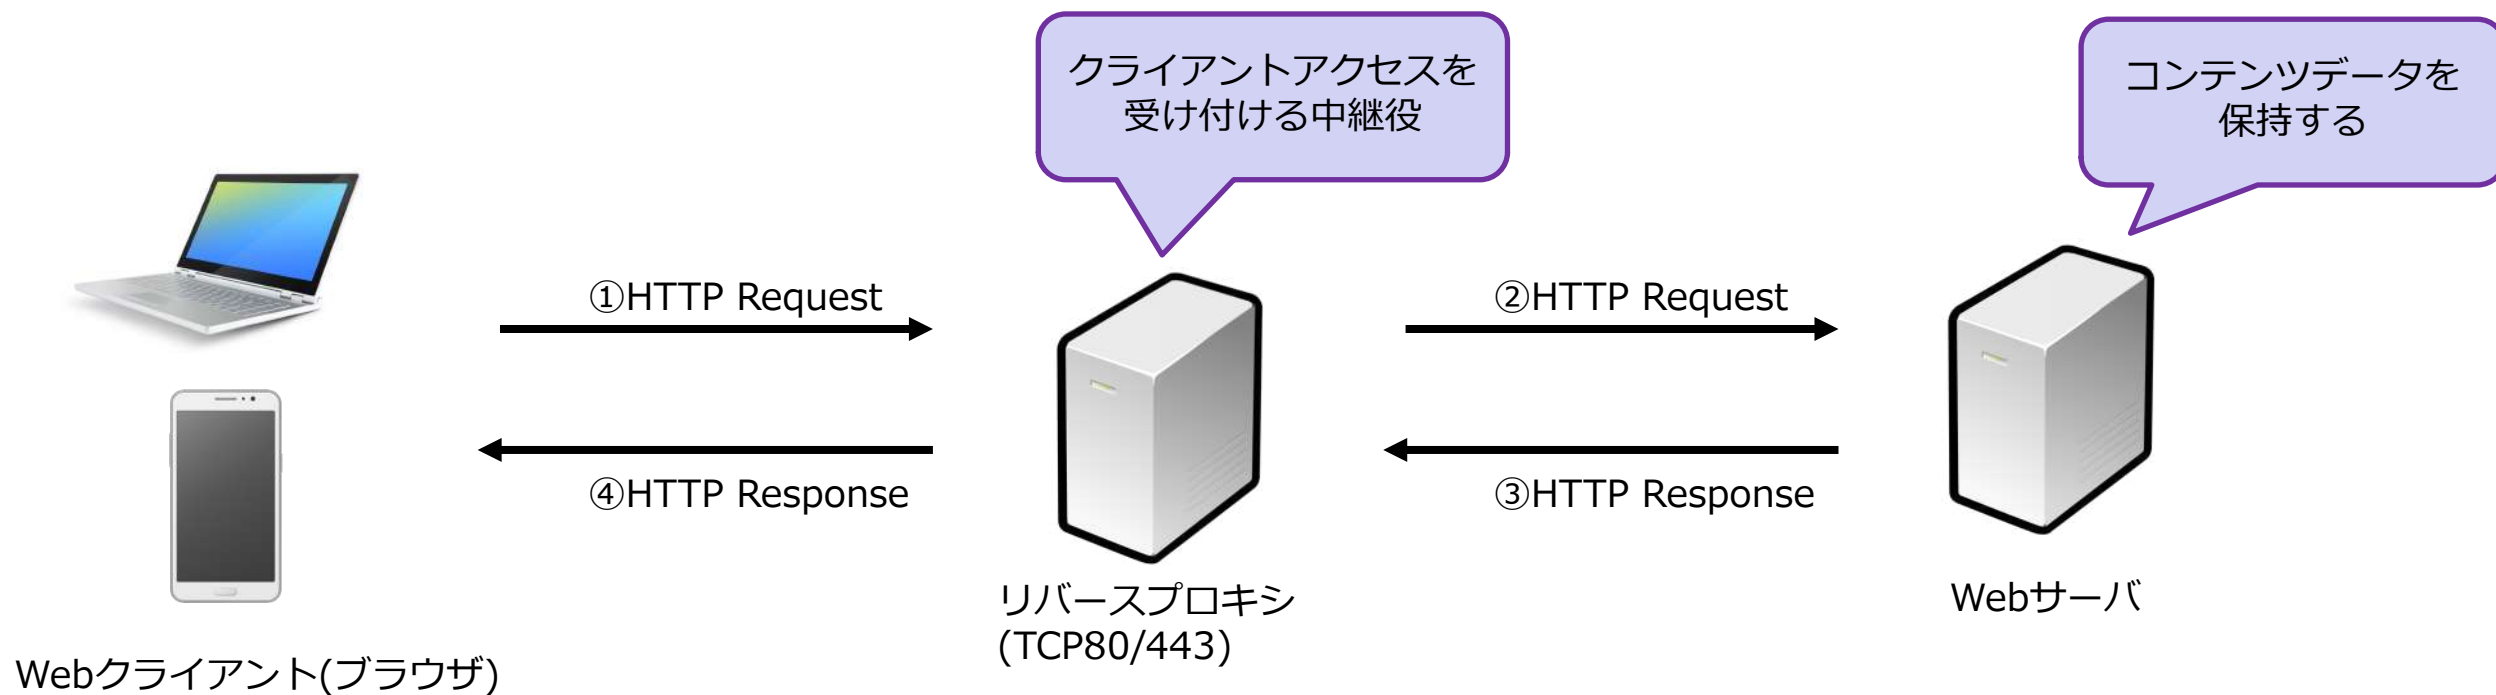 クライアントアクセスを
受け付ける中継役
コンテンツデータを
保持する
①HTTP Request
②HTTP Request
④HTTP Response
③HTTP Response
リバースプロキシ
(TCP80/443)
Webサーバ
Webクライアント(ブラウザ)